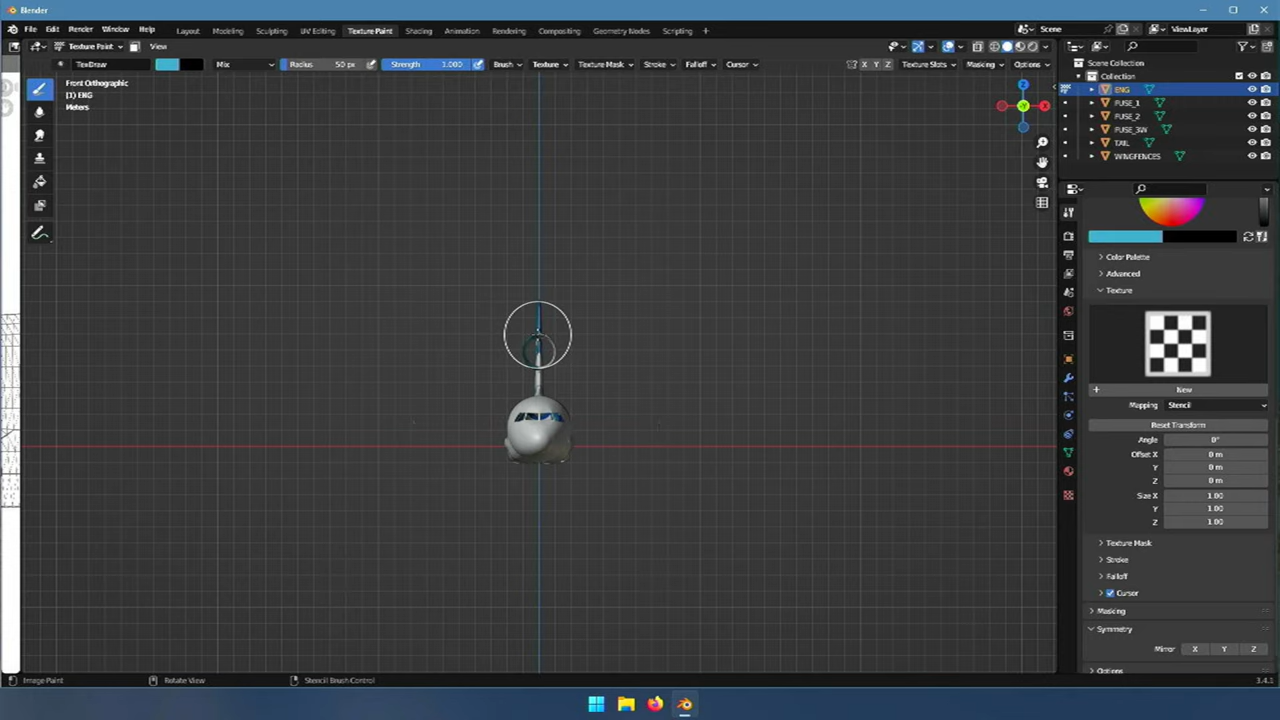 Blender
File Edit Render Window Help
Layout Modeling Sculpting UV Editing Texture Paint Shading Animation Rendering Compositing Geometry Nodes Scripting +
Scene
ViewLayer
Texture Paint View
TexDraw Mix Radius 50 px Strength 1.000 Brush Texture Texture Mask Stroke Falloff Cursor X Y Z Texture Slots Masking Options
Front Orthographic
(1) ENG
Meters
-Y
X
Z
Scene Collection
Collection
ENG
FUSE_1
FUSE_2
FUSE_3W
TAIL
WINGFENCES
Color Palette
Advanced
Texture
New
Mapping Stencil
Reset Transform
Angle 0°
Offset X 0 m
Y 0 m
Z 0 m
Size X 1.00
Y 1.00
Z 1.00
Texture Mask
Stroke
Falloff
Cursor
Masking
Symmetry
Mirror X Y Z
Options
Image Paint Rotate View Stencil Brush Control 3.4.1